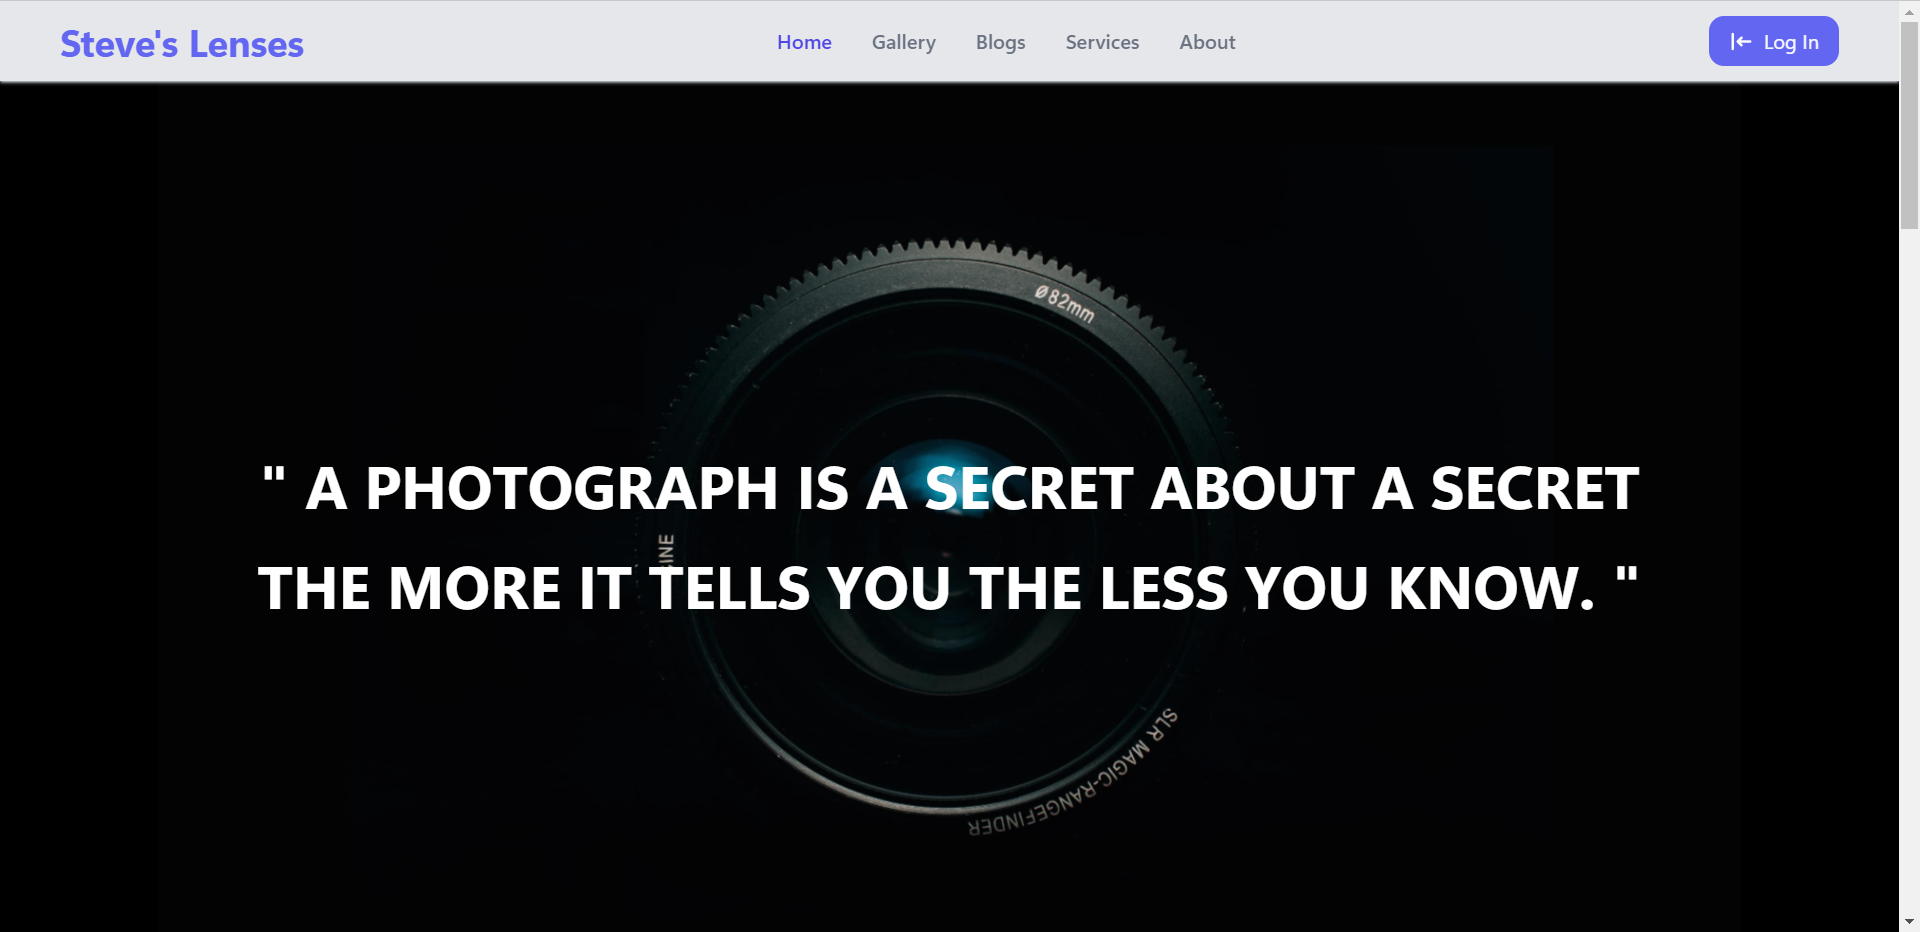 Steve's Lenses
Home
Gallery
Blogs
Services
About
Log In
Ø82mm
" A PHOTOGRAPH IS A SECRET ABOUT A SECRET
THE MORE IT TELLS YOU THE LESS YOU KNOW. "
SLR MAGIC-RANGEFINDER